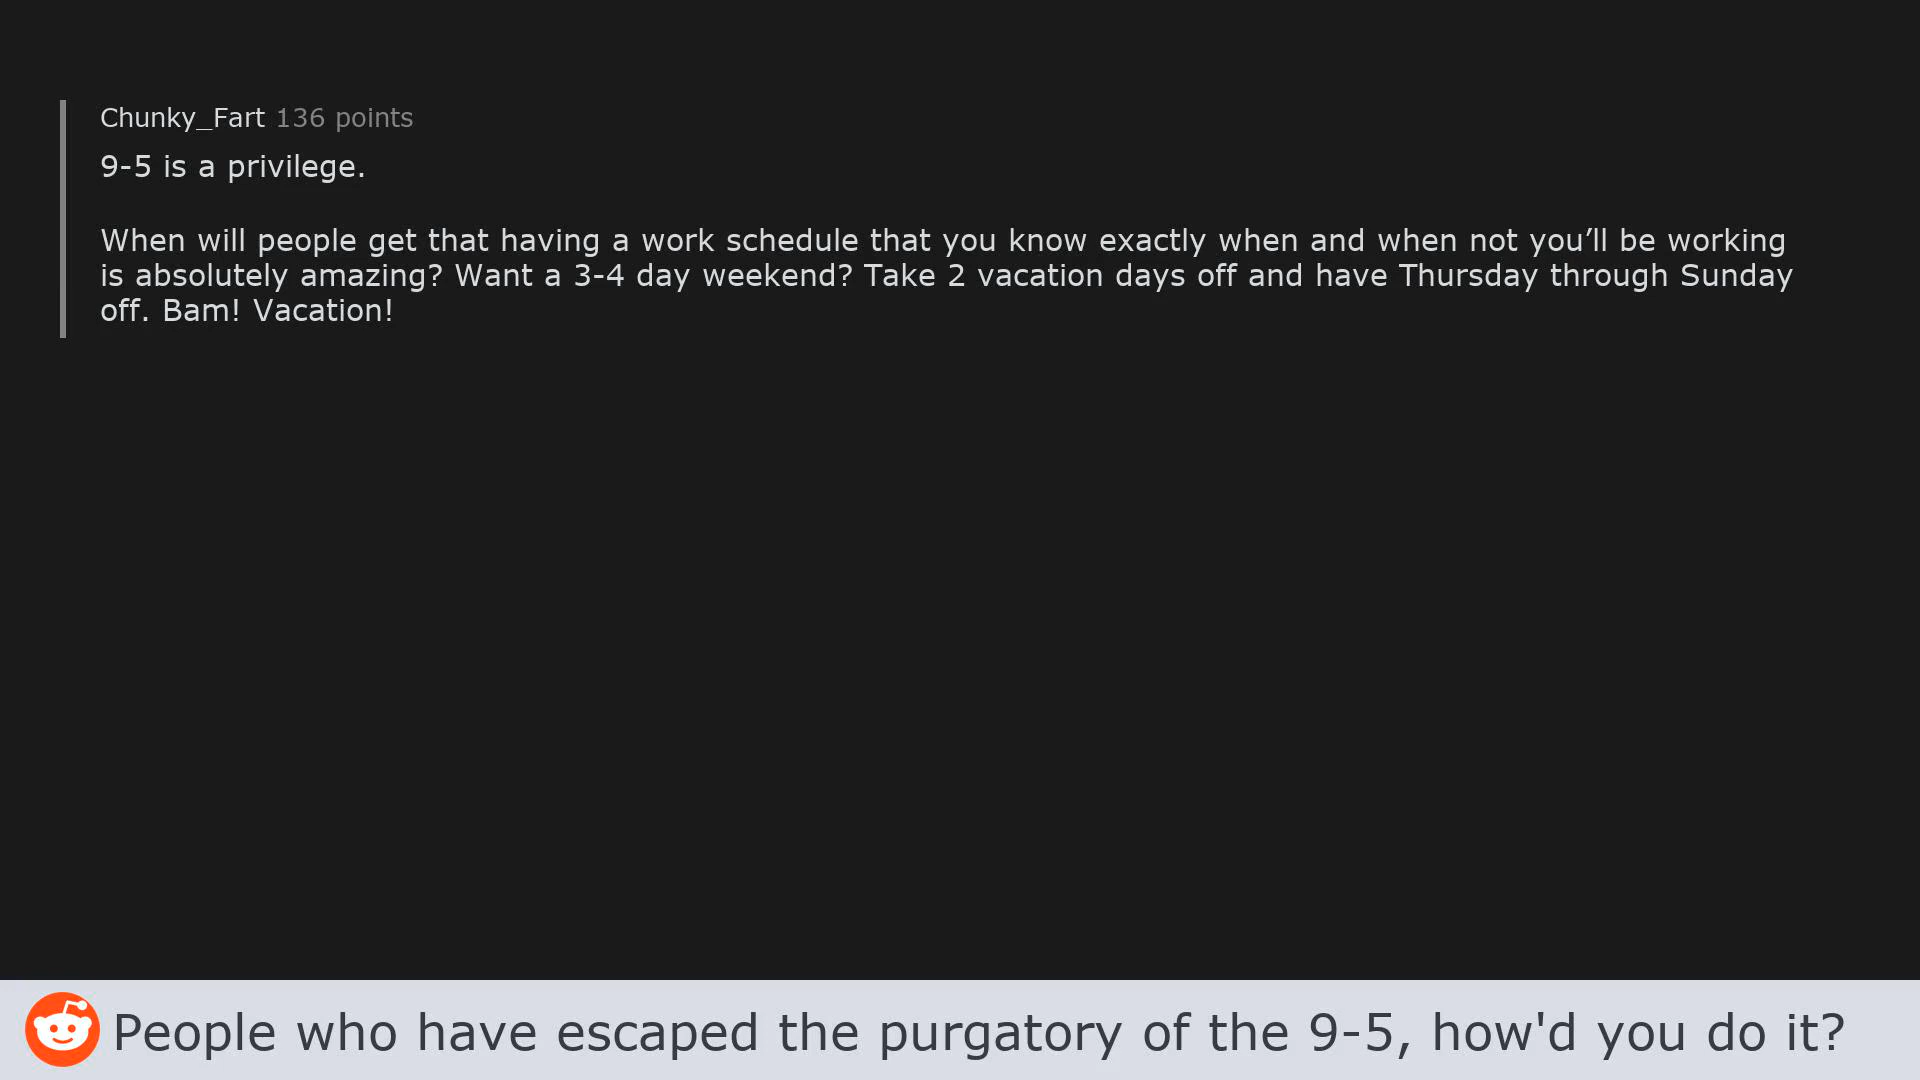 Chunky_Fart 136 points
9-5 is a privilege.
When will people get that having a work schedule that you know exactly when and when not you’ll be working
is absolutely amazing? Want a 3-4 day weekend? Take 2 vacation days off and have Thursday through Sunday
off. Bam! Vacation!
People who have escaped the purgatory of the 9-5, how'd you do it?